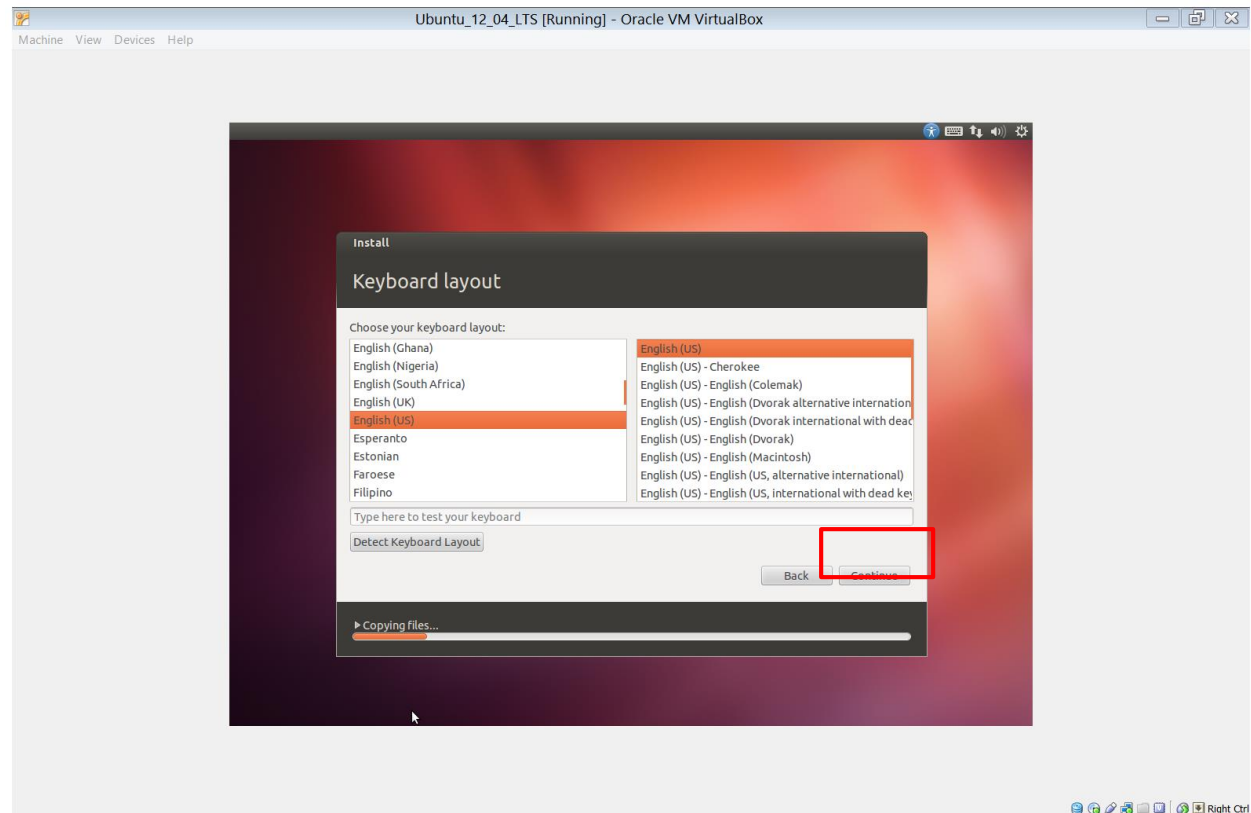 Ubuntu_12_04_LTS [Running] - Oracle VM VirtualBox
Machine View Devices Help
Install
Keyboard layout
Choose your keyboard layout:
English (Ghana)
English (Nigeria)
English (South Africa)
English (UK)
English (US)
Esperanto
Estonian
Faroese
Filipino
English (US)
English (US) - Cherokee
English (US) - English (Colemak)
English (US) - English (Dvorak alternative internation
English (US) - English (Dvorak international with dead
English (US) - English (Dvorak)
English (US) - English (Macintosh)
English (US) - English (US, alternative international)
English (US) - English (US, international with dead key
Type here to test your keyboard
Detect Keyboard Layout
Back Continue
Copying files...
Right Ctrl